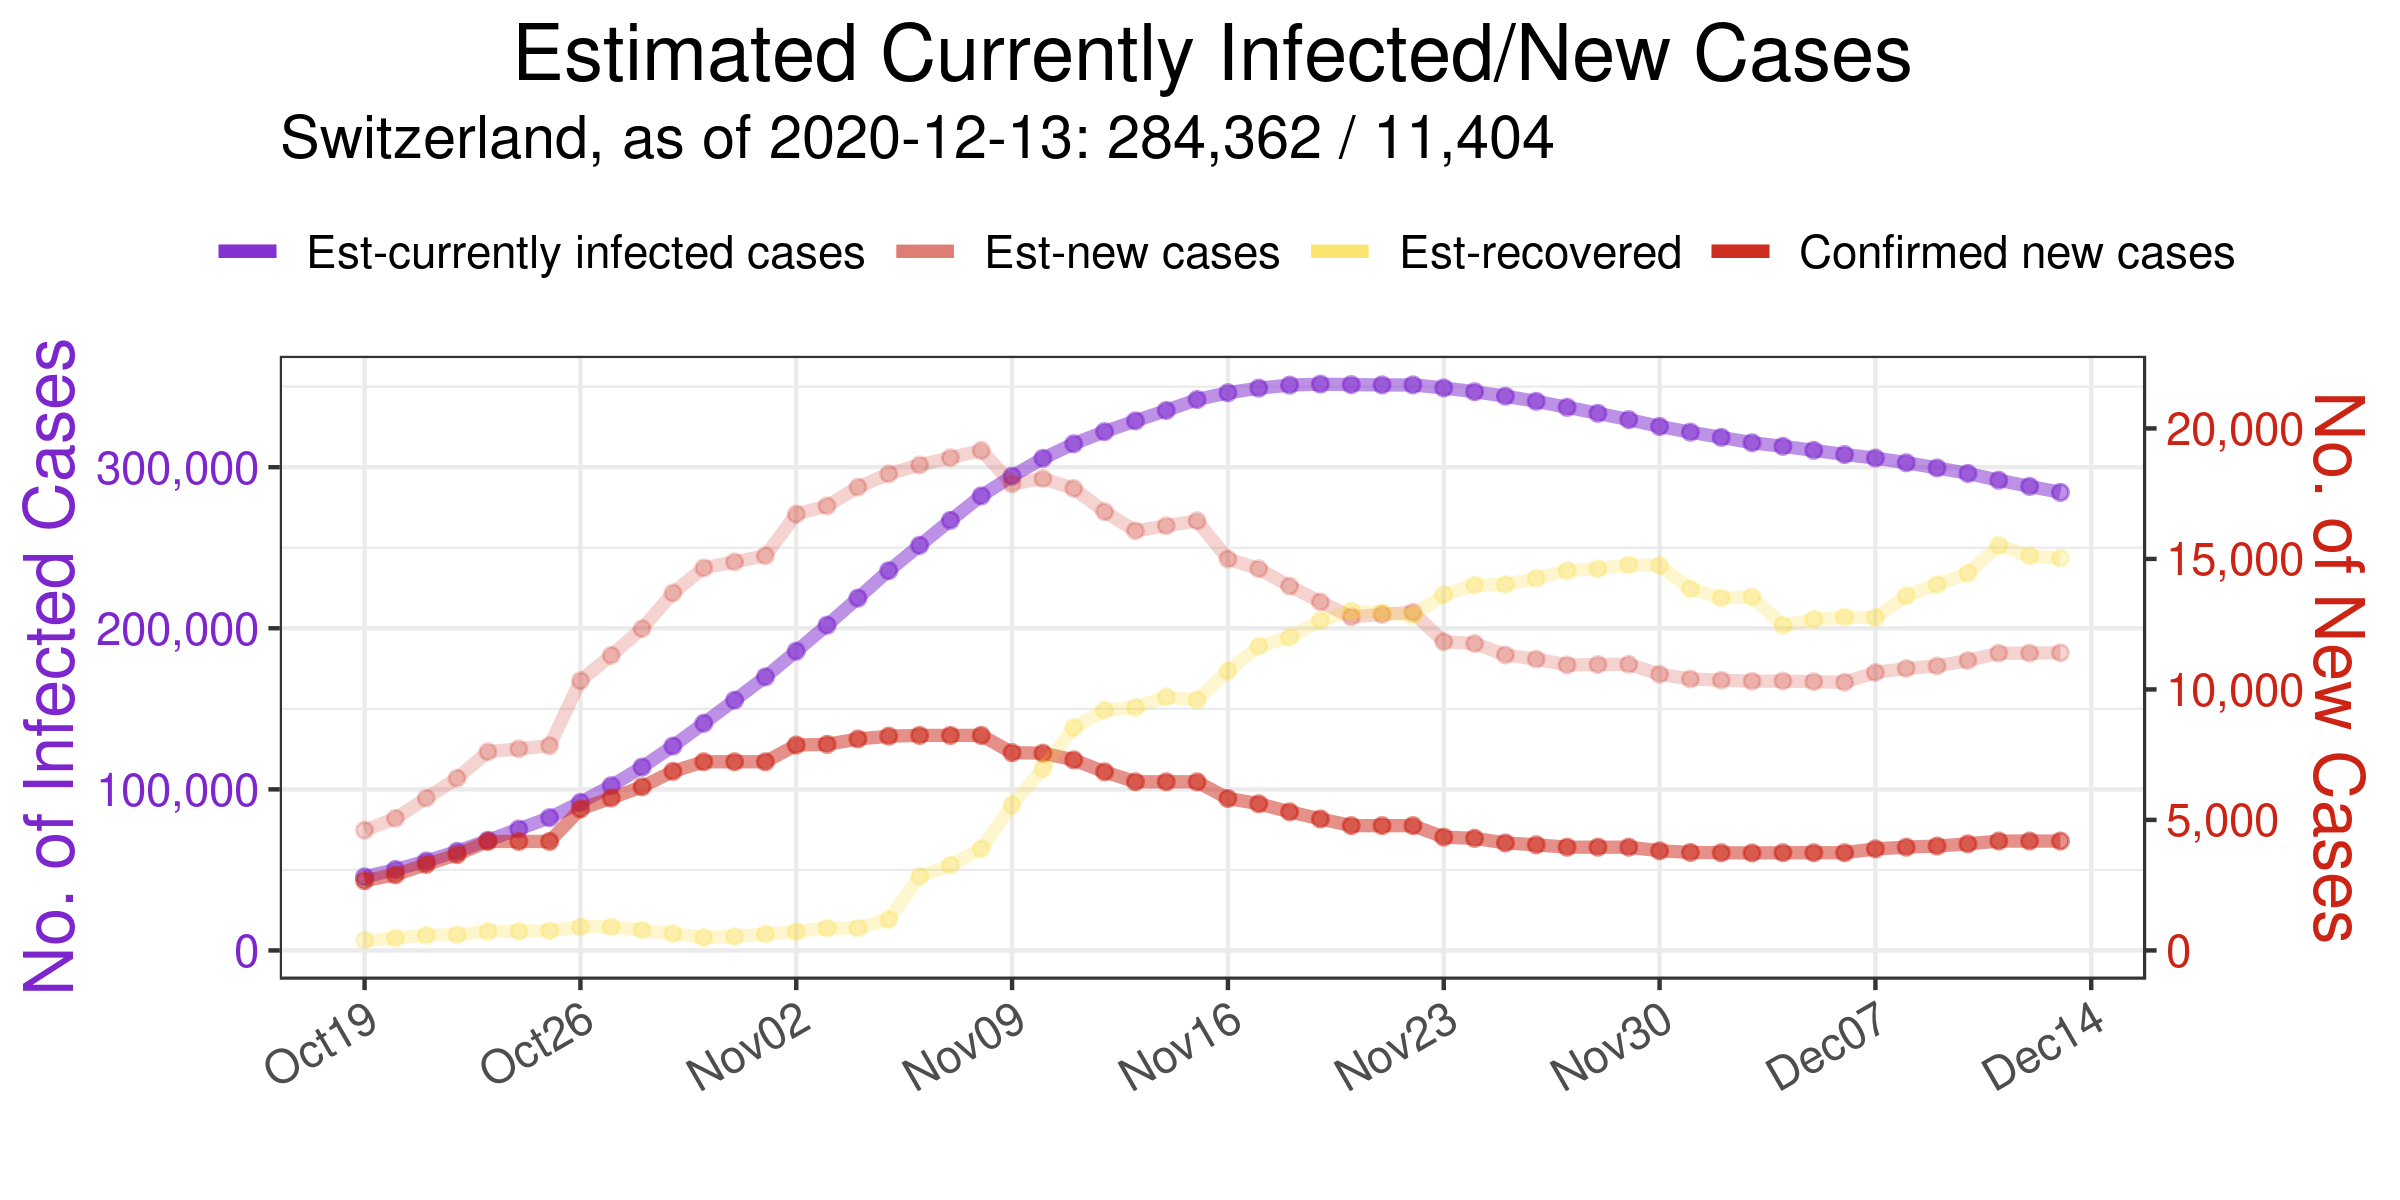 Estimated Currently Infected/New Cases
Switzerland, as of 2020-12-13: 284,362 / 11,404
Est-currently infected cases Est-new cases Est-recovered Confirmed new cases
No. of Infected Cases
300,000
200,000
100,000
0
20,000
15,000
10,000
5,000
0
No. of New Cases
Oct19 Oct26 Nov02 Nov09 Nov16 Nov23 Nov30 Dec07 Dec14